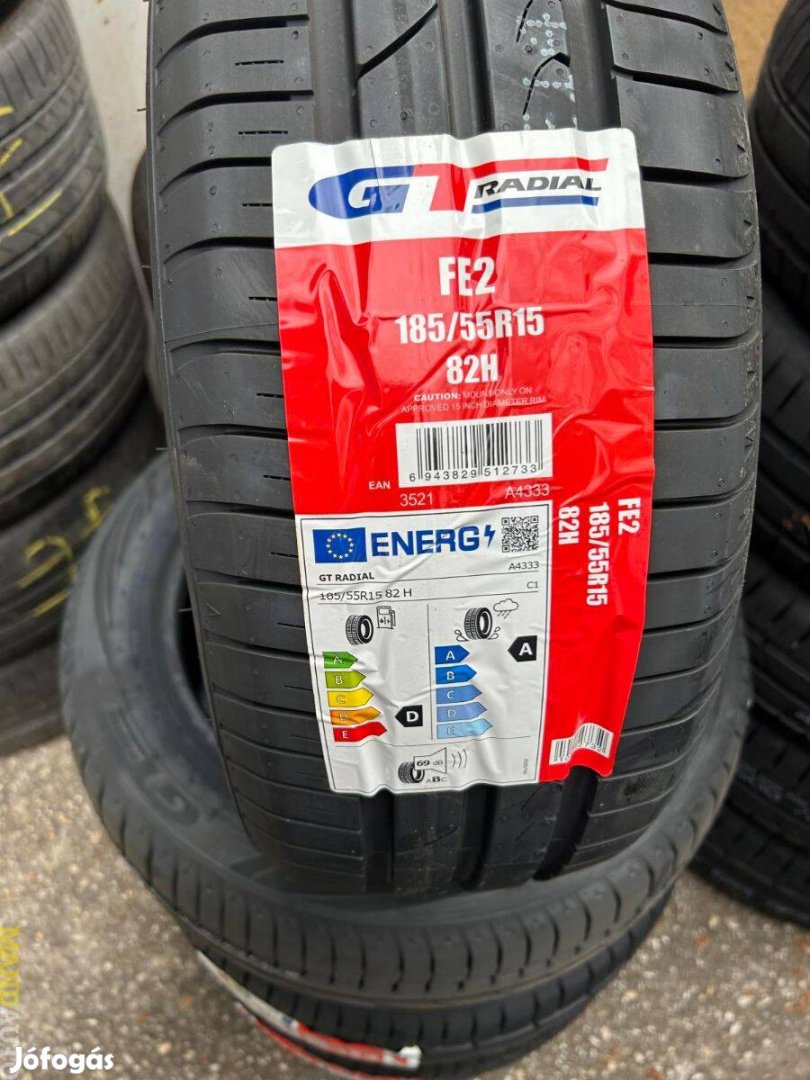 GT RADIAL
FE2
185/55R15
82H
CAUTION: MOUNT ONLY ON
APPROVED 15 INCH DIAMETER RIM
EAN
6 943829 512733
3521 A4333
FE2
185/55R15
82H
ENERG
GT RADIAL A4333
185/55R15 82 H C1
A A
A
B B
C C
D D
D
E E
69 dB
ABC
Jófogás